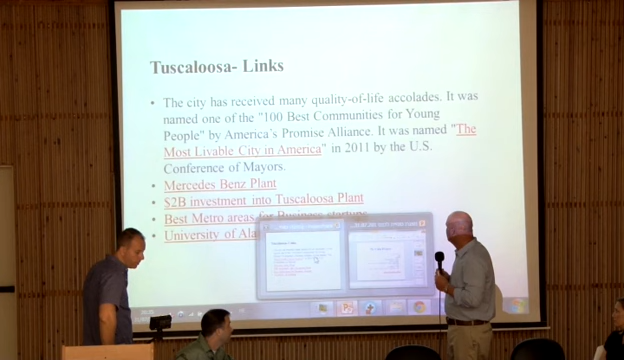 Tuscaloosa- Links
• The city has received many quality-of-life accolades. It was
named one of the "100 Best Communities for Young
People" by America's Promise Alliance. It was named "The
Most Livable City in America" in 2011 by the U.S.
Conference of Mayors.
• Mercedes Benz Plant
• $2B investment into Tuscaloosa Plant
• Best Metro areas for Business startups
• University of